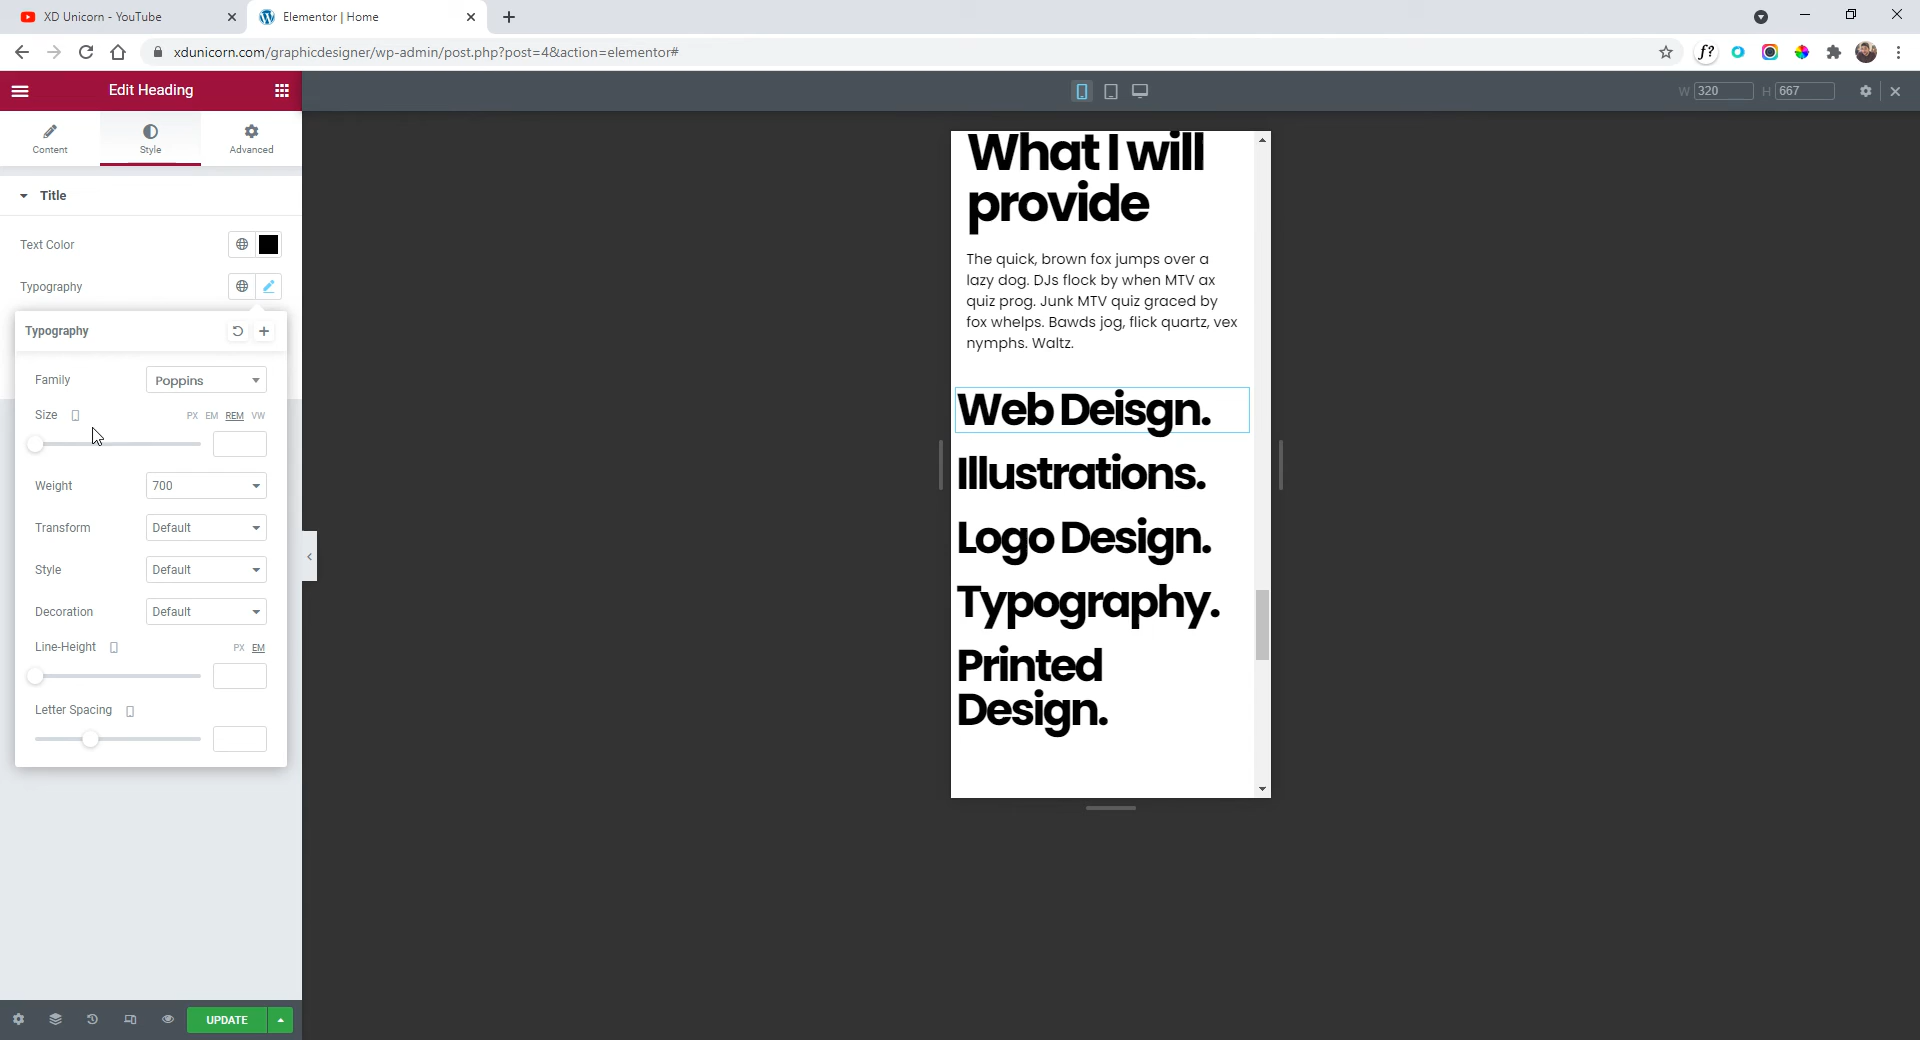 XD Unicorn - YouTube
Elementor | Home
xdunicorn.com/graphicdesigner/wp-admin/post.php?post=4&action=elementor#
f?
Edit Heading
W 320 H 667
Content Style Advanced
Title
Text Color
Typography
Typography
Family Poppins
Size PX EM REM VW
Weight 700
Transform Default
Style Default
Decoration Default
Line-Height PX EM
Letter Spacing
UPDATE
What I will
provide
The quick, brown fox jumps over a
lazy dog. DJs flock by when MTV ax
quiz prog. Junk MTV quiz graced by
fox whelps. Bawds jog, flick quartz, vex
nymphs. Waltz.
Web Deisgn.
Illustrations.
Logo Design.
Typography.
Printed
Design.